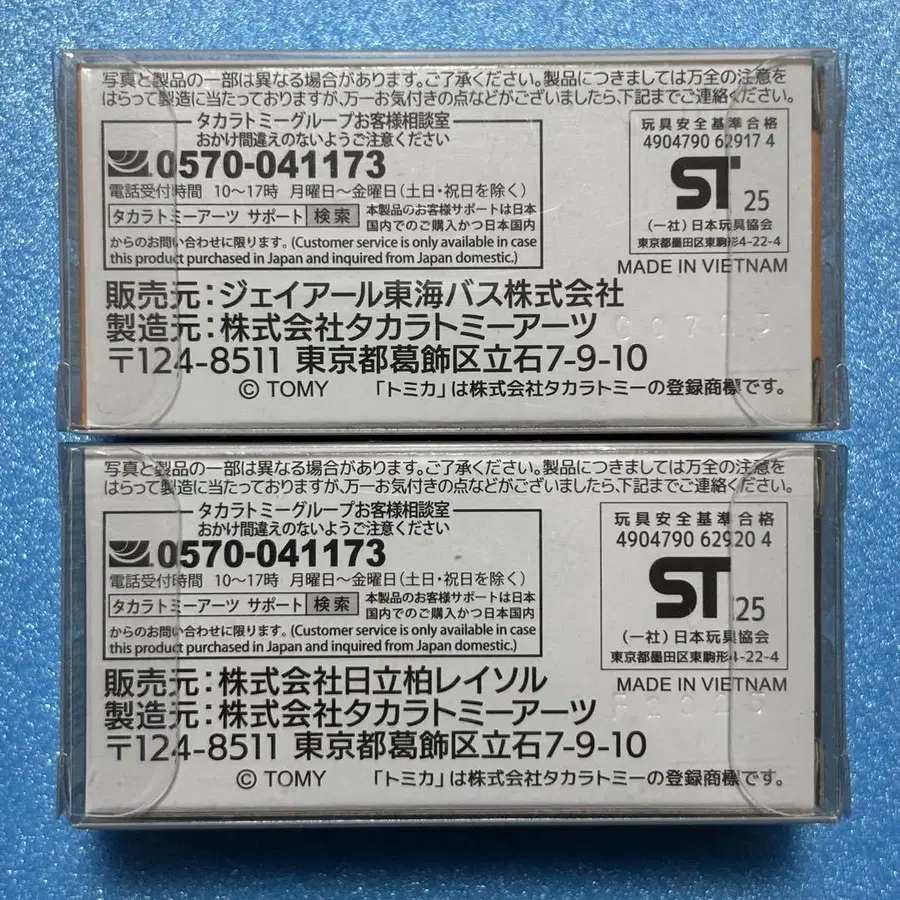 写真と製品の一部は異なる場合があります。ご了承ください。製品につきましては万全の注意を
はらって製造に当たっておりますが、万一お気付きの点などがございましたら、下記までご連絡ください。
タカラトミーグループお客様相談室
おかけ間違えのないようご注意ください
0570-041173
電話受付時間 10〜17時 月曜日〜金曜日(土日・祝日を除く)
タカラトミーアーツ サポート 検索 本製品のお客様サポートは日本
国内でのご購入かつ日本国内
からのお問い合わせに限ります。(Customer service is only available in case
this product purchased in Japan and inquired from Japan domestic.)
玩具安全基準合格
4904790 62917 4
ST 25
(一社)日本玩具協会
東京都墨田区東駒形4-22-4
MADE IN VIETNAM
販売元:ジェイアール東海バス株式会社
製造元:株式会社タカラトミーアーツ
〒124-8511 東京都葛飾区立石7-9-10
© TOMY 「トミカ」は株式会社タカラトミーの登録商標です。
写真と製品の一部は異なる場合があります。ご了承ください。製品につきましては万全の注意を
はらって製造に当たっておりますが、万一お気付きの点などがございましたら、下記までご連絡ください。
タカラトミーグループお客様相談室
おかけ間違えのないようご注意ください
0570-041173
電話受付時間 10〜17時 月曜日〜金曜日(土日・祝日を除く)
タカラトミーアーツ サポート 検索 本製品のお客様サポートは日本
国内でのご購入かつ日本国内
からのお問い合わせに限ります。(Customer service is only available in case
this product purchased in Japan and inquired from Japan domestic.)
玩具安全基準合格
4904790 62920 4
ST 25
(一社)日本玩具協会
東京都墨田区東駒形4-22-4
MADE IN VIETNAM
販売元:株式会社日立柏レイソル
製造元:株式会社タカラトミーアーツ
〒124-8511 東京都葛飾区立石7-9-10
© TOMY 「トミカ」は株式会社タカラトミーの登録商標です。